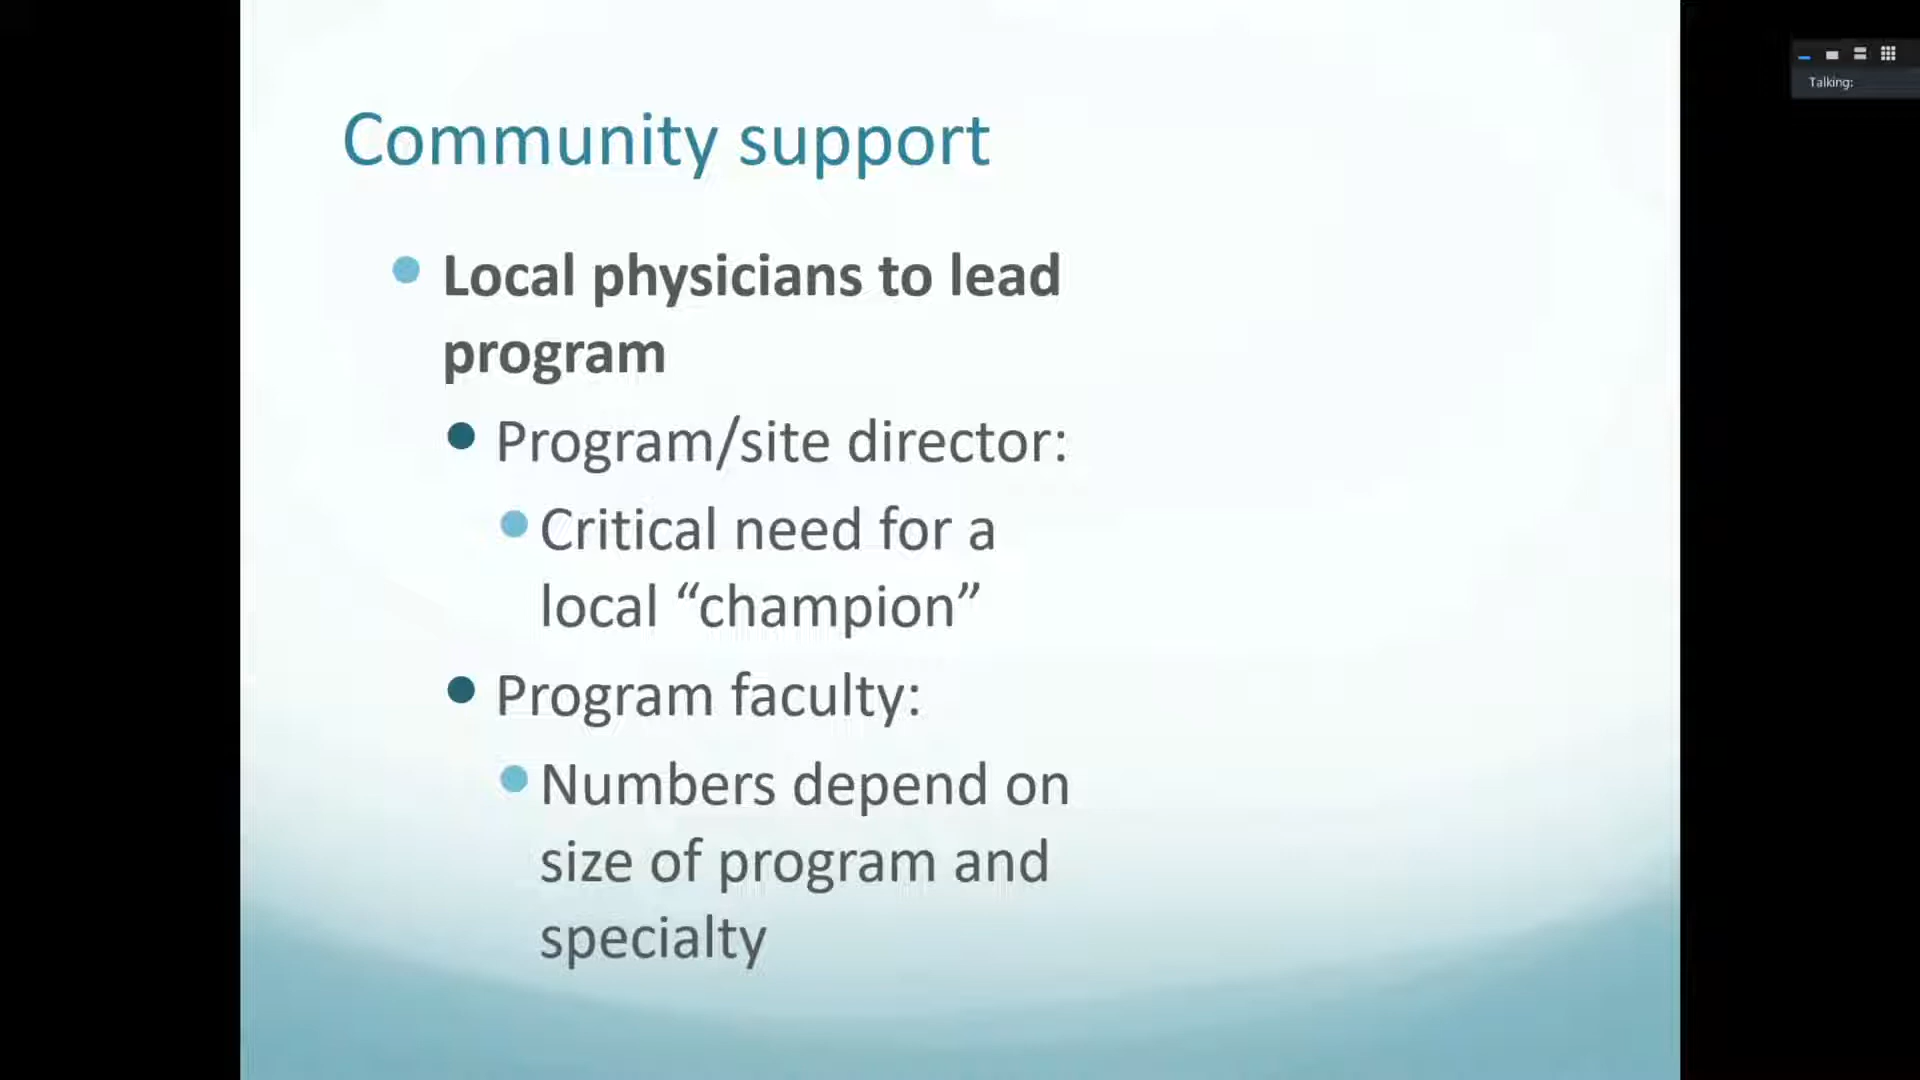 Talking:
Community support
Local physicians to lead
program
Program/site director:
Critical need for a
local “champion”
Program faculty:
Numbers depend on
size of program and
specialty